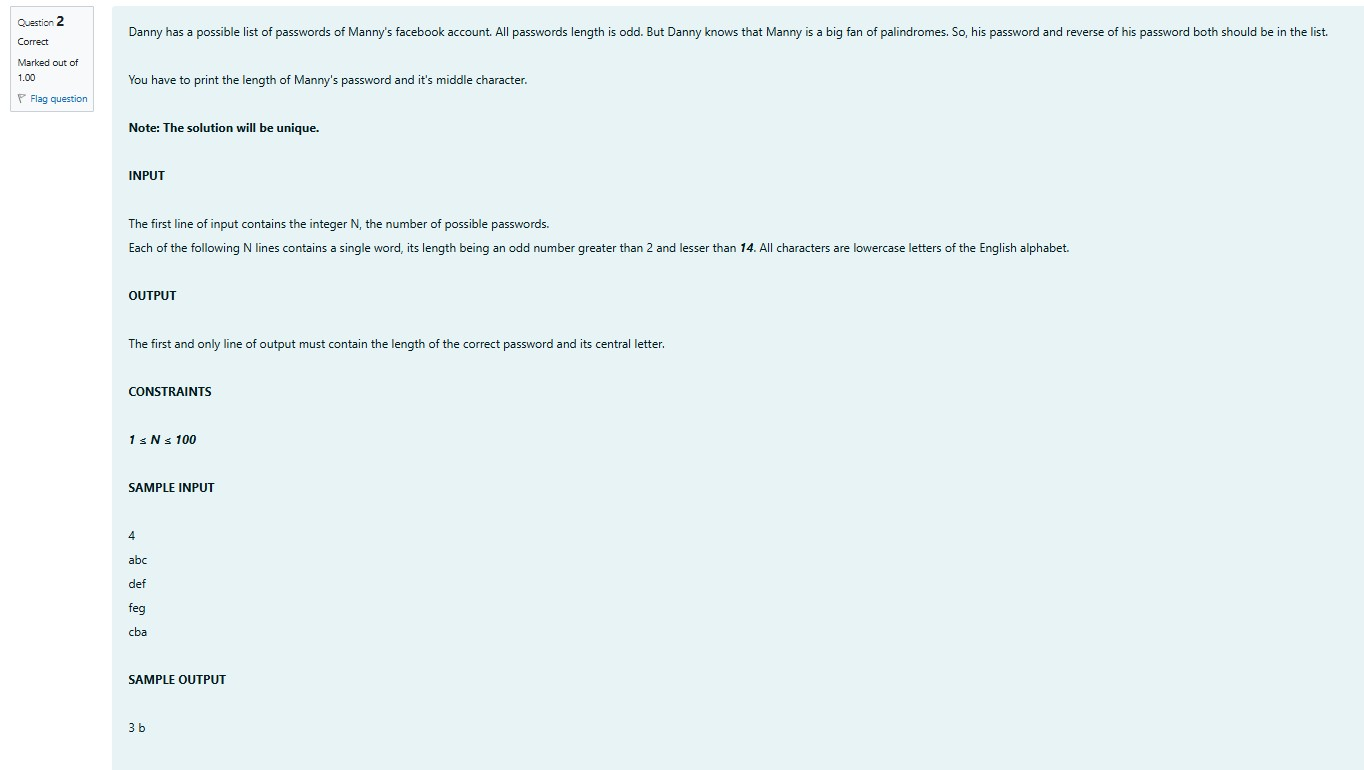 Question 2
Correct
Marked out of
1.00
Flag question
Danny has a possible list of passwords of Manny's facebook account. All passwords length is odd. But Danny knows that Manny is a big fan of palindromes. So, his password and reverse of his password both should be in the list.
You have to print the length of Manny's password and it's middle character.
Note: The solution will be unique.
INPUT
The first line of input contains the integer N, the number of possible passwords.
Each of the following N lines contains a single word, its length being an odd number greater than 2 and lesser than 14. All characters are lowercase letters of the English alphabet.
OUTPUT
The first and only line of output must contain the length of the correct password and its central letter.
CONSTRAINTS
1 ≤ N ≤ 100
SAMPLE INPUT
4
abc
def
feg
cba
SAMPLE OUTPUT
3 b